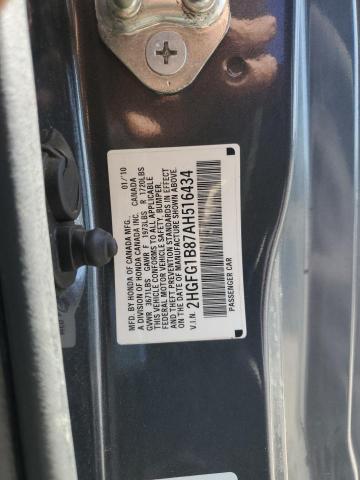 MFD. BY HONDA OF CANADA MFG., 01/10
A DIVISION OF HONDA CANADA INC.
GVWR 3671LBS GAWR F 1973LBS R 1720LBS
THIS VEHICLE CONFORMS TO ALL APPLICABLE
FEDERAL MOTOR VEHICLE SAFETY, BUMPER,
AND THEFT PREVENTION STANDARDS IN EFFECT
ON THE DATE OF MANUFACTURE SHOWN ABOVE.
V.I.N. 2HGFG1B87AH516434
PASSENGER CAR